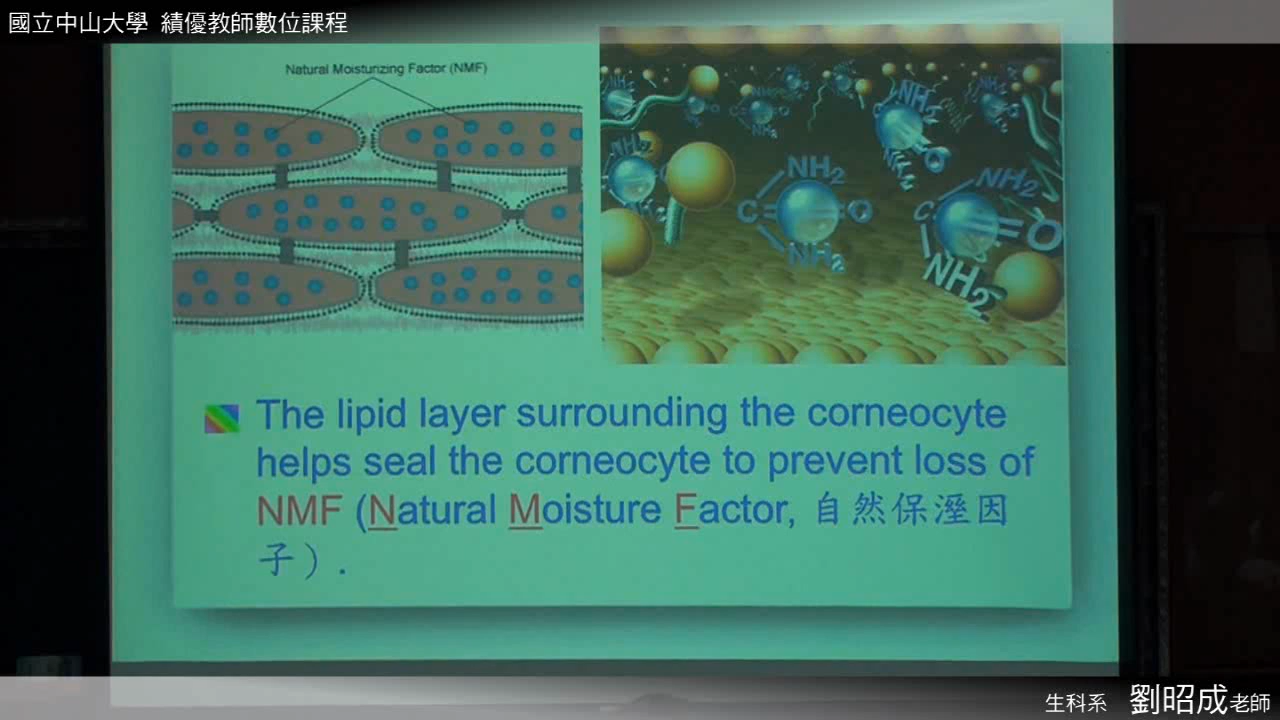 國立中山大學 績優教師數位課程
Natural Moisturizing Factor (NMF)
NH2
C
O
NH2
NH2
C
O
NH2
The lipid layer surrounding the corneocyte
helps seal the corneocyte to prevent loss of
NMF (Natural Moisture Factor, 自然保溼因
子）.
生科系 劉昭成老師